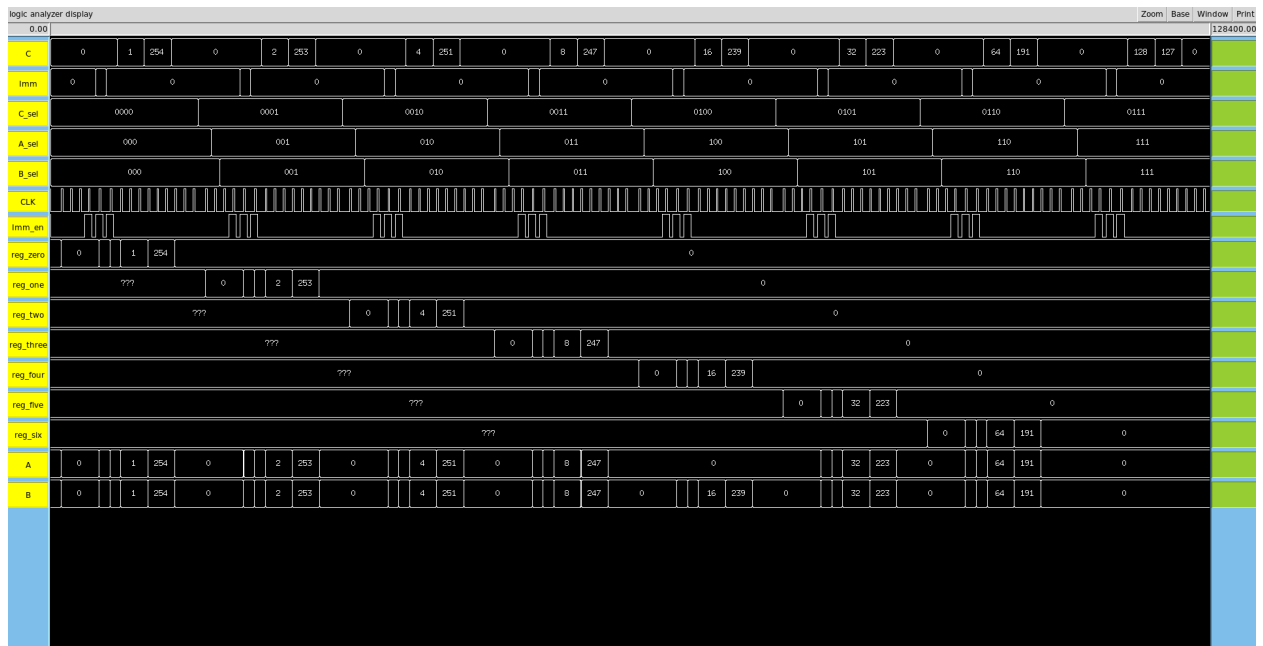 logic analyzer display Zoom Base Window Print
0.00 128400.00
C 0 1 254 0 2 253 0 4 251 0 8 247 0 16 239 0 32 223 0 64 191 0 128 127 0
Imm 0 0 0 0 0 0 0 0 0
C_sel 0000 0001 0010 0011 0100 0101 0110 0111
A_sel 000 001 010 011 100 101 110 111
B_sel 000 001 010 011 100 101 110 111
CLK
Imm_en
reg_zero 0 1 254 0
reg_one ??? 0 2 253 0
reg_two ??? 0 4 251 0
reg_three ??? 0 8 247 0
reg_four ??? 0 16 239 0
reg_five ??? 0 32 223 0
reg_six ??? 0 64 191 0
A 0 1 254 0 2 253 0 4 251 0 8 247 0 32 223 0 64 191 0
B 0 1 254 0 2 253 0 4 251 0 8 247 0 16 239 0 32 223 0 64 191 0